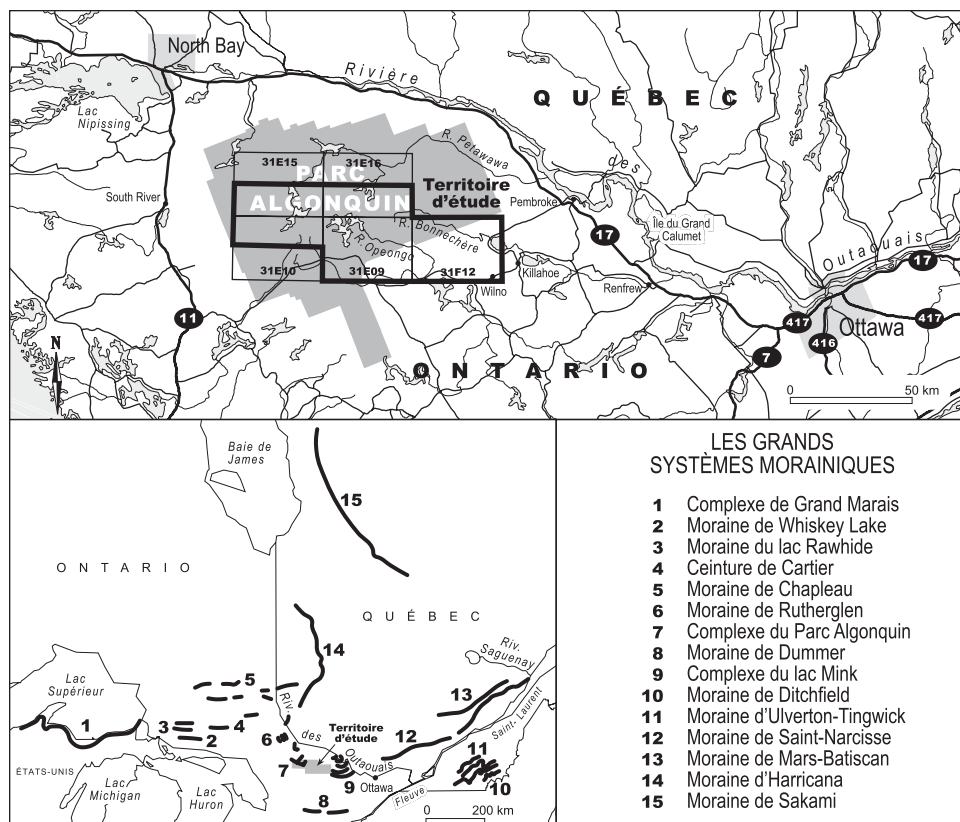 North Bay
Rivière
QUÉBEC
Lac
Nipissing
R. Petawawa
des
31E15
31E16
PARC
ALGONQUIN
Territoire
d'étude
South River
Pembroke
R. Bonnechère
R. Opeongo
Île du Grand
Calumet
17
Outaouais
17
31E10
31E09
31F12
Killahoe
Wilno
Renfrew
11
417
417
416
Ottawa
7
N
ONTARIO
0
50 km
Baie de
James
15
ONTARIO
QUÉBEC
14
Riv.
Saguenay
Lac
Supérieur
5
13
Riv.
1
3
4
2
6
des
Territoire
d'étude
12
Saint-Laurent
Outaouais
11
ÉTATS-UNIS
7
9
Ottawa
10
Lac
Michigan
Lac
Huron
8
Fleuve
0
200 km
LES GRANDS
SYSTÈMES MORAINIQUES
1 Complexe de Grand Marais
2 Moraine de Whiskey Lake
3 Moraine du lac Rawhide
4 Ceinture de Cartier
5 Moraine de Chapleau
6 Moraine de Rutherglen
7 Complexe du Parc Algonquin
8 Moraine de Dummer
9 Complexe du lac Mink
10 Moraine de Ditchfield
11 Moraine d'Ulverton-Tingwick
12 Moraine de Saint-Narcisse
13 Moraine de Mars-Batiscan
14 Moraine d'Harricana
15 Moraine de Sakami